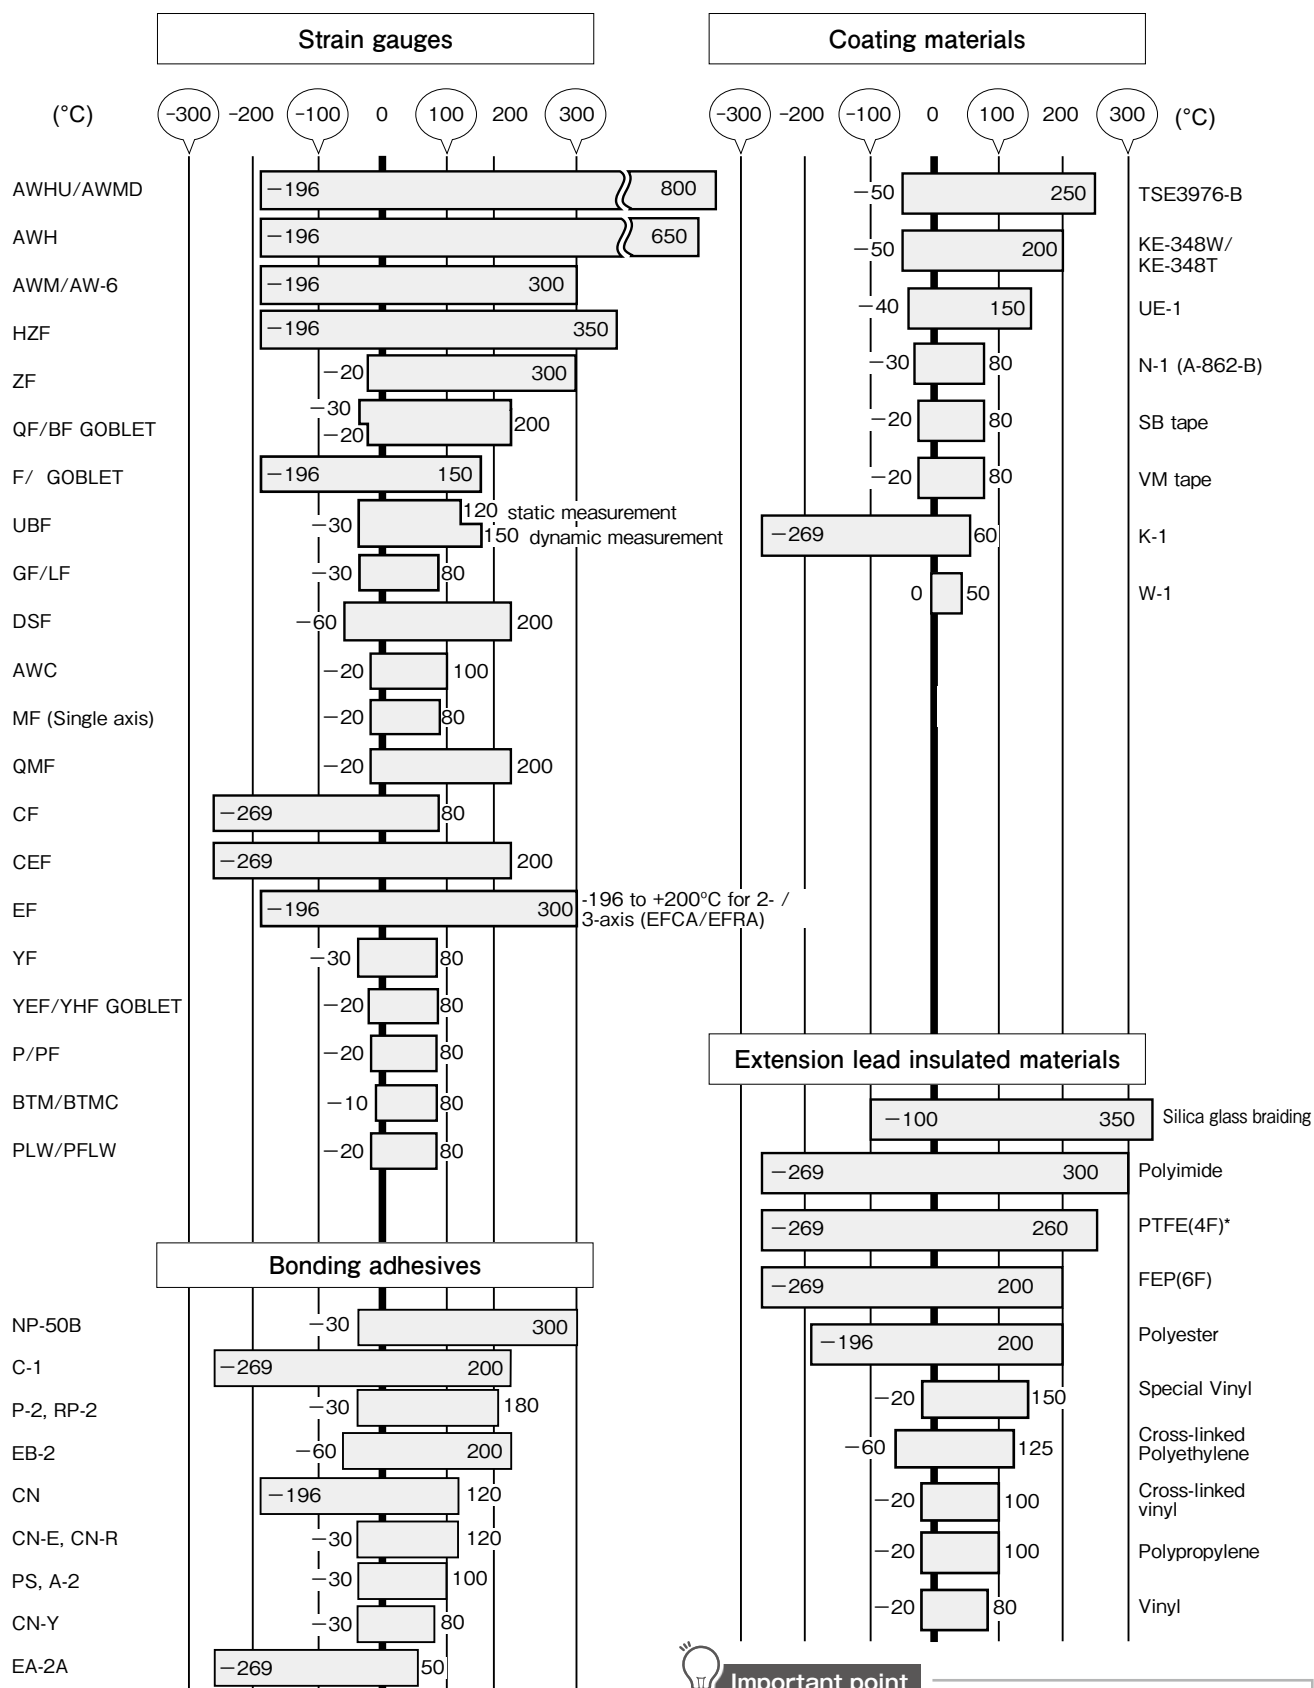 Strain gauges
(°C) -300 -200 -100 0 100 200 300
AWHU/AWMD −196 800
AWH −196 650
AWM/AW-6 −196 300
HZF −196 350
ZF −20 300
QF/BF GOBLET −30 −20 200
F/ GOBLET −196 150
UBF −30 120 static measurement
150 dynamic measurement
GF/LF −30 80
DSF −60 200
AWC −20 100
MF (Single axis) −20 80
QMF −20 200
CF −269 80
CEF −269 200
EF −196 300 -196 to +200°C for 2- /
3-axis (EFCA/EFRA)
YF −30 80
YEF/YHF GOBLET −20 80
P/PF −20 80
BTM/BTMC −10 80
PLW/PFLW −20 80
Bonding adhesives
NP-50B −30 300
C-1 −269 200
P-2, RP-2 −30 180
EB-2 −60 200
CN −196 120
CN-E, CN-R −30 120
PS, A-2 −30 100
CN-Y −30 80
EA-2A −269 50
Coating materials
-300 -200 -100 0 100 200 300 (°C)
−50 250 TSE3976-B
−50 200 KE-348W/
KE-348T
−40 150 UE-1
−30 80 N-1 (A-862-B)
−20 80 SB tape
−20 80 VM tape
−269 60 K-1
0 50 W-1
Extension lead insulated materials
−100 350 Silica glass braiding
−269 300 Polyimide
−269 260 PTFE(4F)*
−269 200 FEP(6F)
−196 200 Polyester
−20 150 Special Vinyl
−60 125 Cross-linked
Polyethylene
−20 100 Cross-linked
vinyl
−20 100 Polypropylene
−20 80 Vinyl
Important point